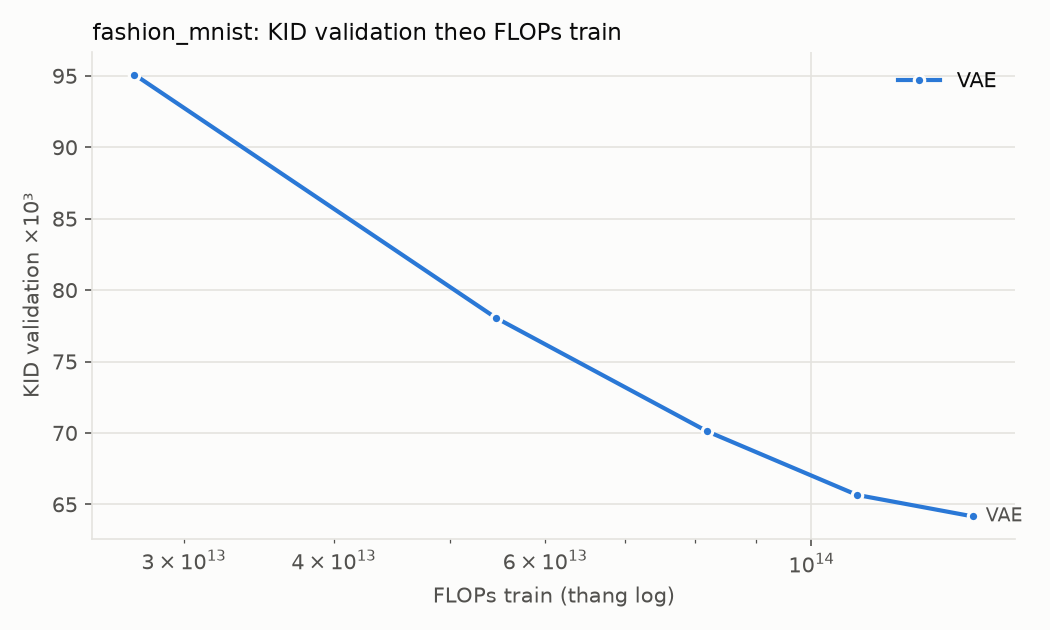 fashion_mnist: KID validation theo FLOPs train
VAE
95
90
85
80
75
70
65
KID validation ×10³
VAE
3 × 10¹³
4 × 10¹³
6 × 10¹³
10¹⁴
FLOPs train (thang log)